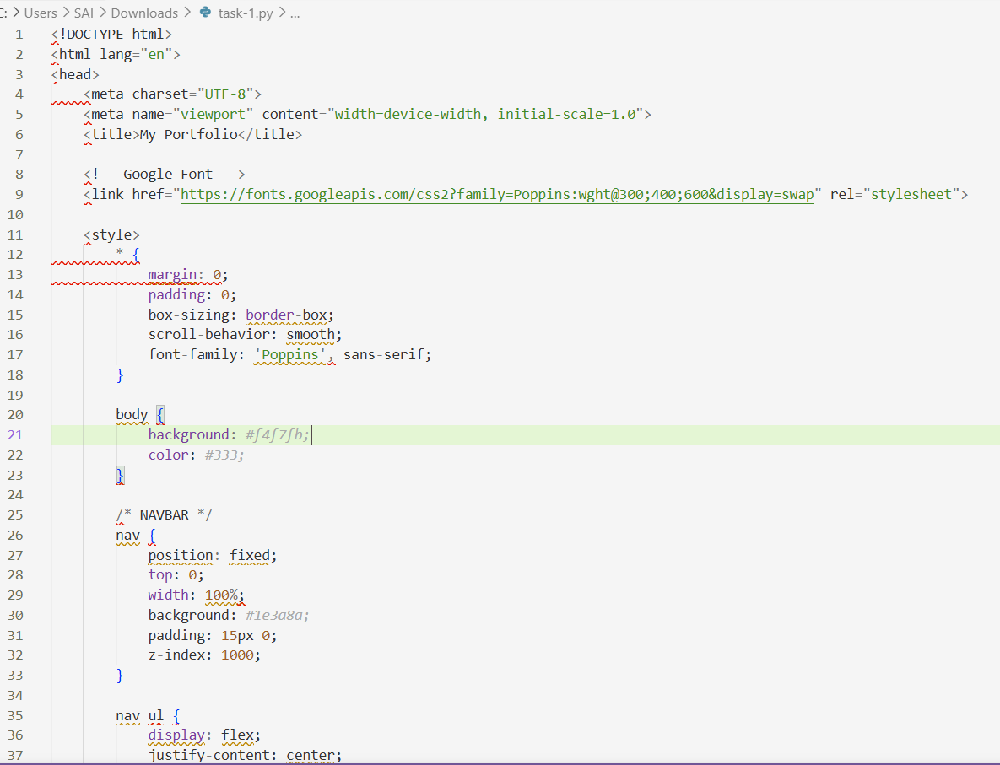 C: > Users > SAI > Downloads > task-1.py > ...
1 <!DOCTYPE html>
2 <html lang="en">
3 <head>
4     <meta charset="UTF-8">
5     <meta name="viewport" content="width=device-width, initial-scale=1.0">
6     <title>My Portfolio</title>
7
8     <!-- Google Font -->
9     <link href="https://fonts.googleapis.com/css2?family=Poppins:wght@300;400;600&display=swap" rel="stylesheet">
10
11     <style>
12         * {
13             margin: 0;
14             padding: 0;
15             box-sizing: border-box;
16             scroll-behavior: smooth;
17             font-family: 'Poppins', sans-serif;
18         }
19
20         body {
21             background: #f4f7fb;
22             color: #333;
23         }
24
25         /* NAVBAR */
26         nav {
27             position: fixed;
28             top: 0;
29             width: 100%;
30             background: #1e3a8a;
31             padding: 15px 0;
32             z-index: 1000;
33         }
34
35         nav ul {
36             display: flex;
37             justify-content: center;